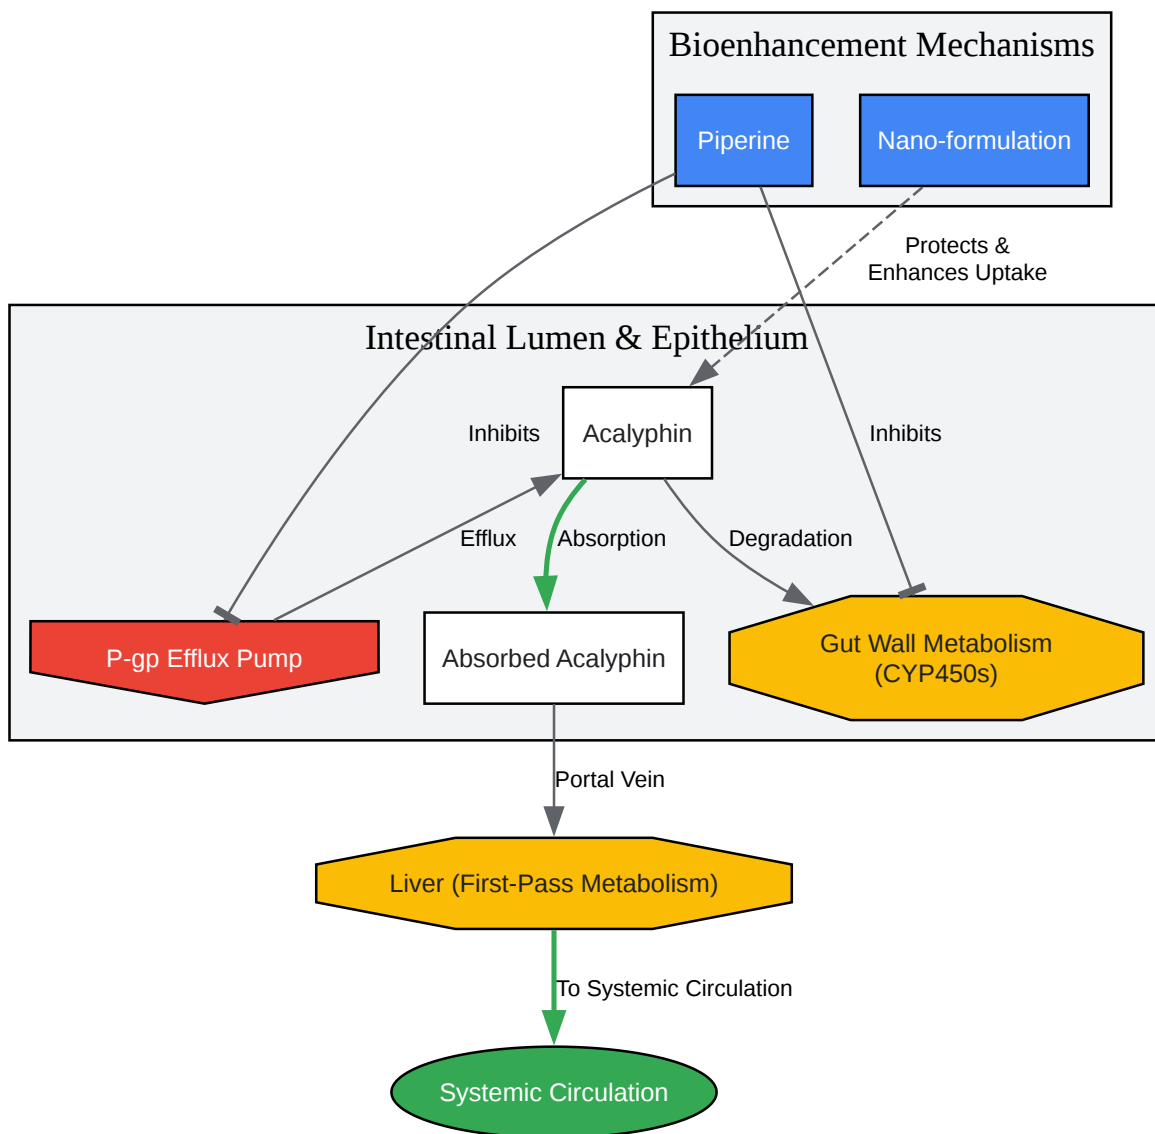 Bioenhancement Mechanisms
Piperine
Nano-formulation
Protects &
Enhances Uptake
Intestinal Lumen & Epithelium
Inhibits
Acalyphin
Inhibits
Efflux
Absorption
Degradation
P-gp Efflux Pump
Absorbed Acalyphin
Gut Wall Metabolism
(CYP450s)
Portal Vein
Liver (First-Pass Metabolism)
To Systemic Circulation
Systemic Circulation